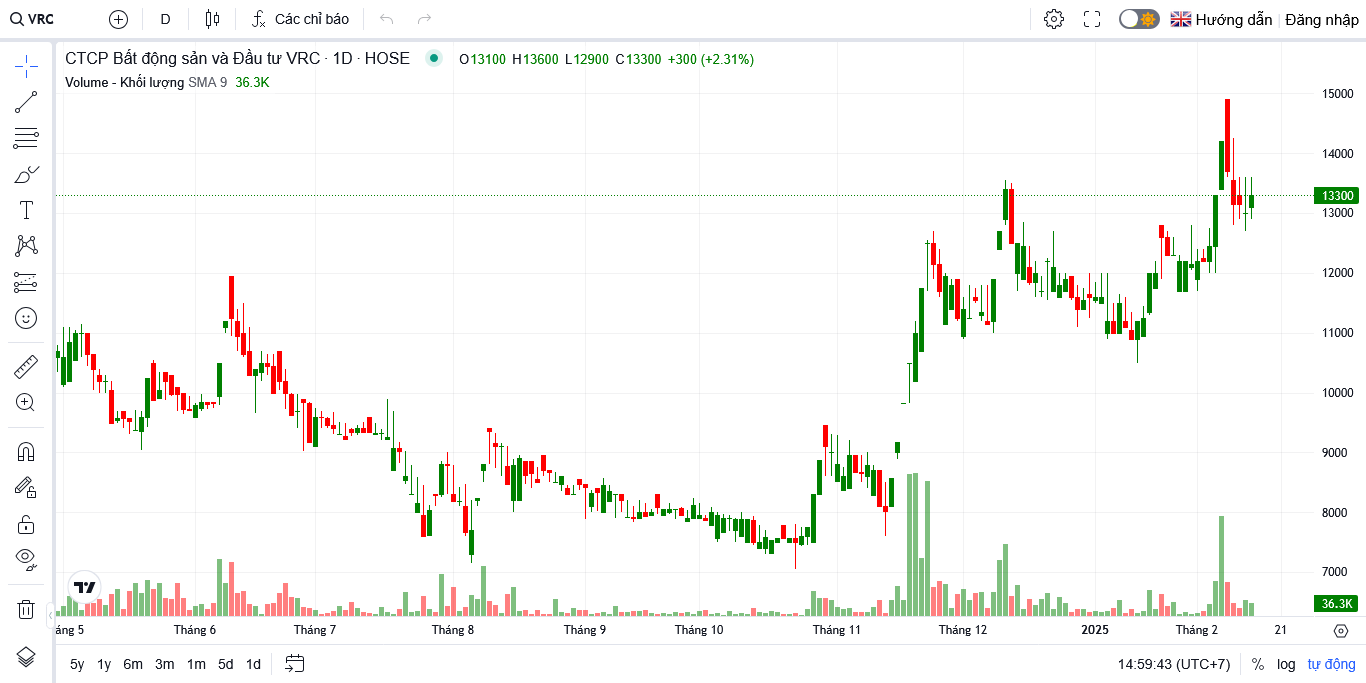 VRC D Các chỉ báo Hướng dẫn Đăng nhập
CTCP Bất động sản và Đầu tư VRC · 1D · HOSE O13100 H13600 L12900 C13300 +300 (+2.31%)
Volume - Khối lượng SMA 9 36.3K
15000
14000
13300
13000
12000
11000
10000
9000
8000
7000
36.3K
áng 5 Tháng 6 Tháng 7 Tháng 8 Tháng 9 Tháng 10 Tháng 11 Tháng 12 2025 Tháng 2 21
5y 1y 6m 3m 1m 5d 1d 14:59:43 (UTC+7) % log tự động